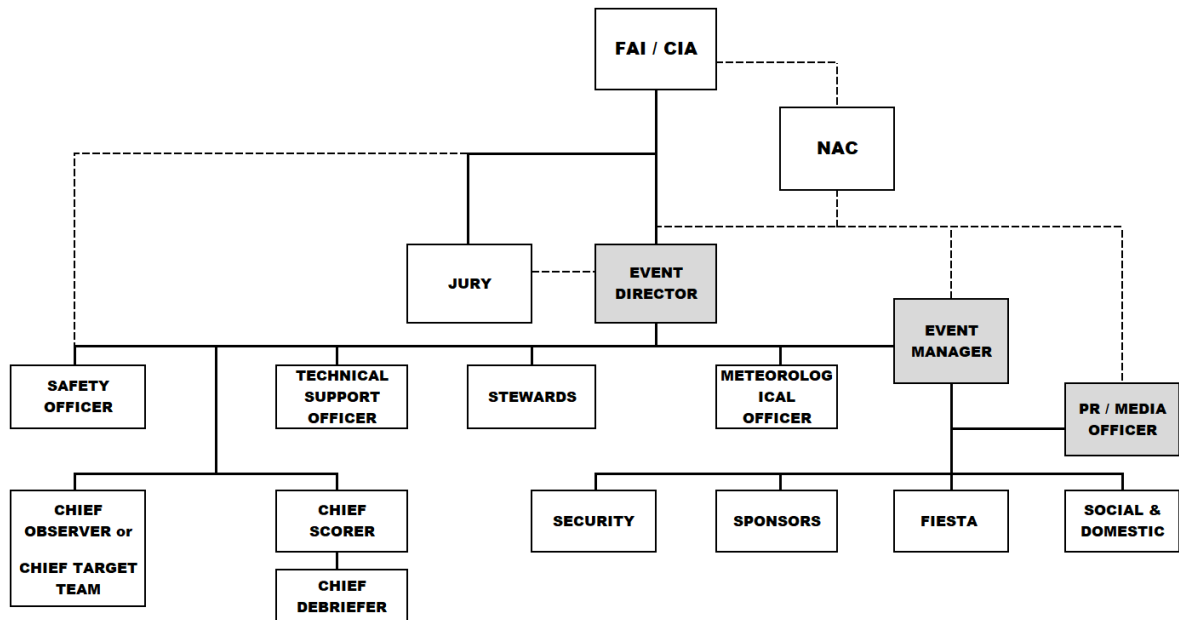 FAI / CIA
NAC
JURY
EVENT
DIRECTOR
EVENT
MANAGER
SAFETY
OFFICER
TECHNICAL
SUPPORT
OFFICER
STEWARDS
METEOROLOG
ICAL
OFFICER
PR / MEDIA
OFFICER
CHIEF
OBSERVER or
CHIEF TARGET
TEAM
CHIEF
SCORER
SECURITY
SPONSORS
FIESTA
SOCIAL &
DOMESTIC
CHIEF
DEBRIEFER